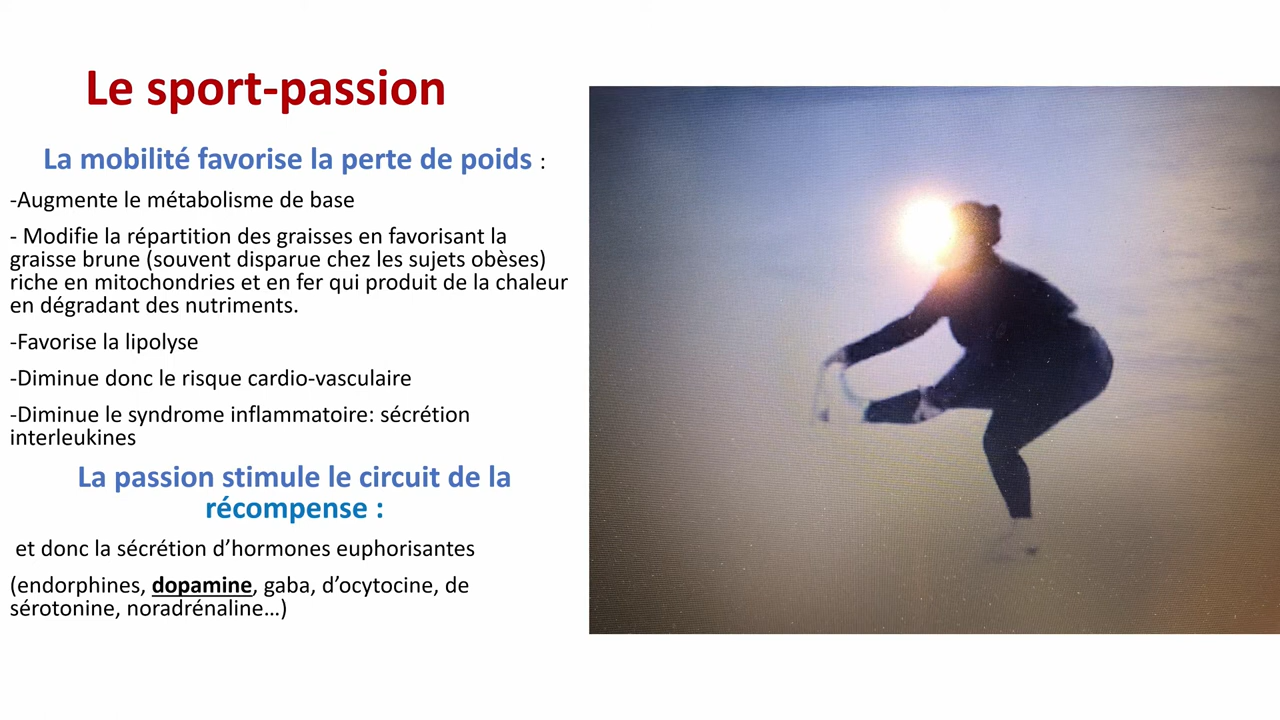 Le sport-passion
La mobilité favorise la perte de poids :
-Augmente le métabolisme de base
- Modifie la répartition des graisses en favorisant la
graisse brune (souvent disparue chez les sujets obèses)
riche en mitochondries et en fer qui produit de la chaleur
en dégradant des nutriments.
-Favorise la lipolyse
-Diminue donc le risque cardio-vasculaire
-Diminue le syndrome inflammatoire: sécrétion
interleukines
La passion stimule le circuit de la
récompense :
et donc la sécrétion d’hormones euphorisantes
(endorphines, dopamine, gaba, d’ocytocine, de
sérotonine, noradrénaline…)